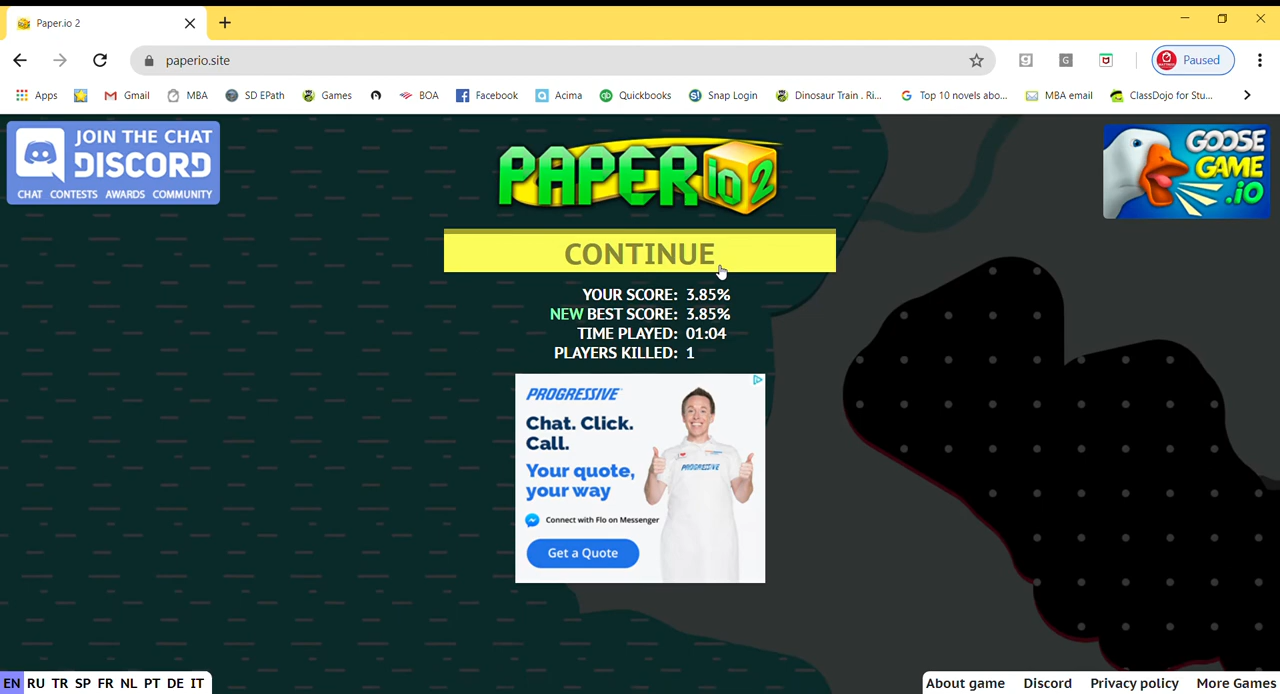 Paper.io 2
paperio.site
Paused
Apps
Gmail
MBA
SD EPath
Games
BOA
Facebook
Acima
Quickbooks
Snap Login
Dinosaur Train . Ri...
Top 10 novels abo...
MBA email
ClassDojo for Stu...
JOIN THE CHAT
DISCORD
CHAT CONTESTS AWARDS COMMUNITY
PAPER io 2
GOOSE
GAME
.iO
CONTINUE
YOUR SCORE: 3.85%
NEW BEST SCORE: 3.85%
TIME PLAYED: 01:04
PLAYERS KILLED: 1
PROGRESSIVE
Chat. Click.
Call.
Your quote,
your way
PROGRESSIVE
Connect with Flo on Messenger
Get a Quote
EN RU TR SP FR NL PT DE IT
About game Discord Privacy policy More Games